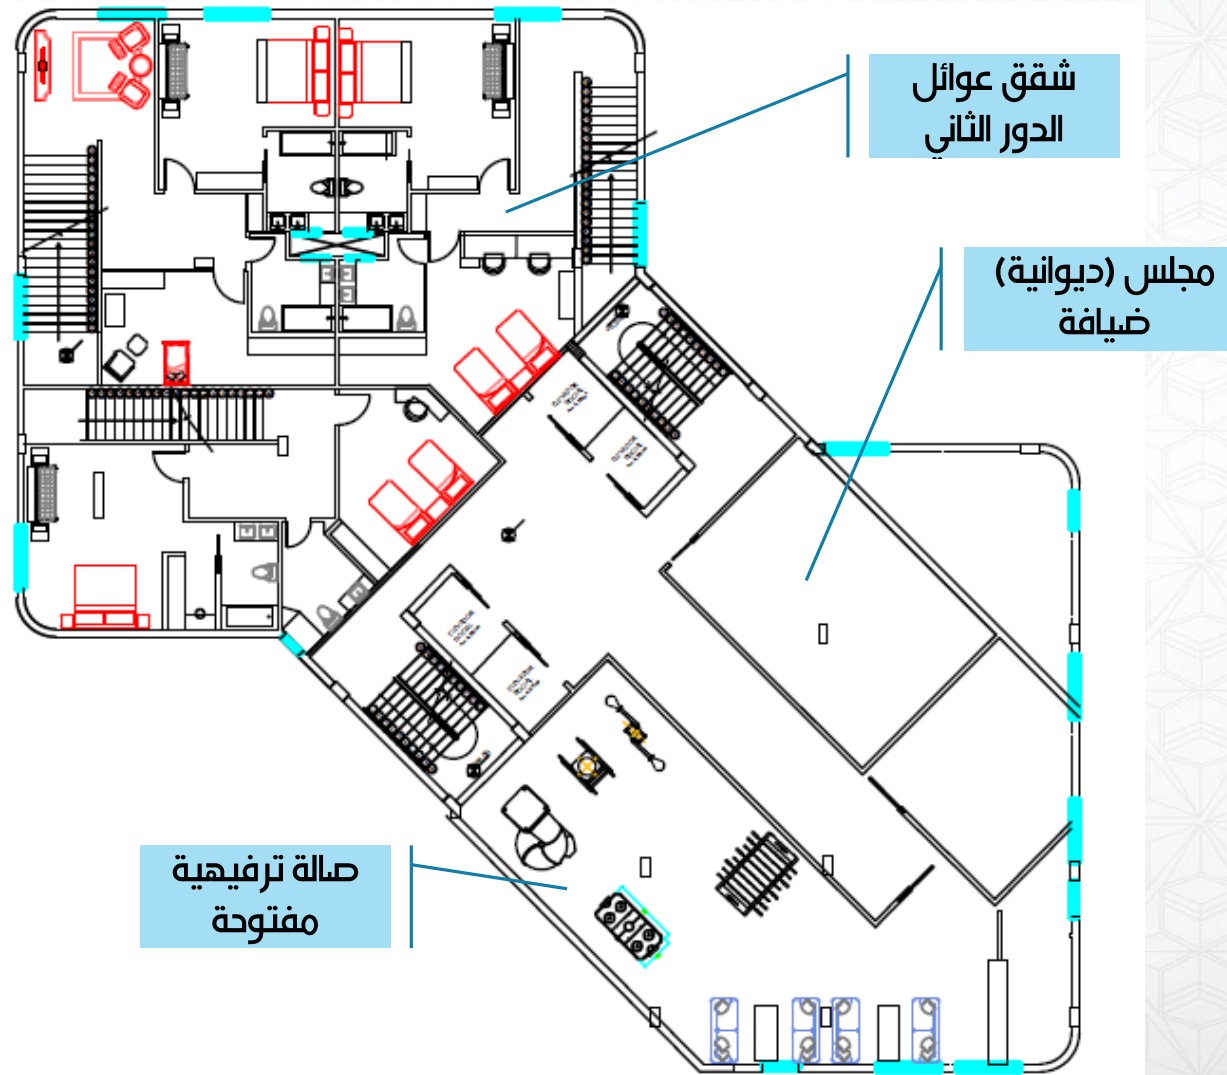 شقق عوائل
الدور الثاني
مجلس (ديوانية)
ضيافة
صالة ترفيهية
مفتوحة